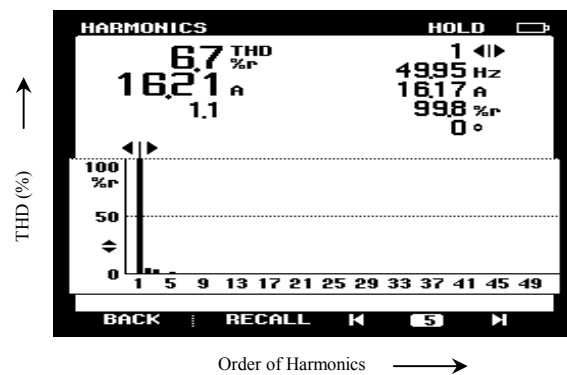 HARMONICS HOLD
6.7 THD %r
16.21 A
1.1
1
49.95 Hz
16.17 A
99.8 %r
0 °
THD (%)
100
%r
50
0
1 5 9 13 17 21 25 29 33 37 41 45 49
BACK RECALL 5
Order of Harmonics